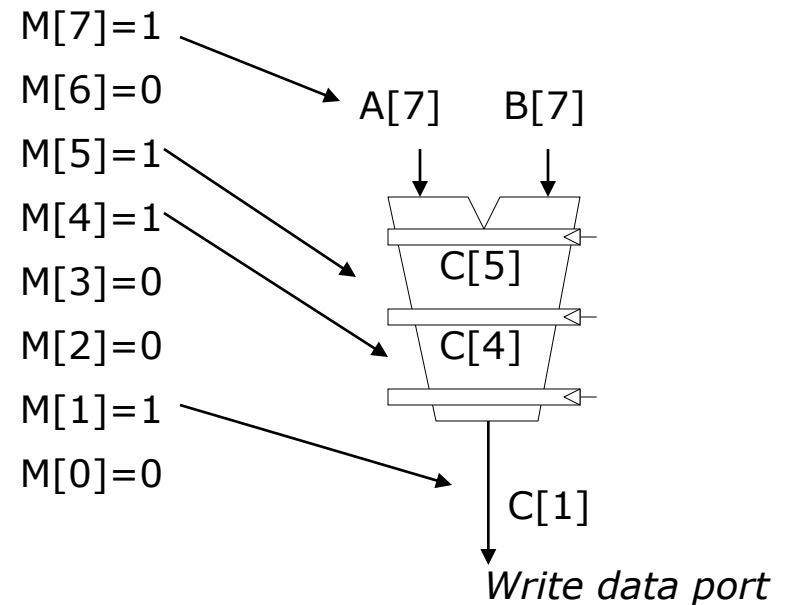 M[7]=1
M[6]=0
M[5]=1
M[4]=1
M[3]=0
M[2]=0
M[1]=1
M[0]=0
A[7] B[7]
C[5]
C[4]
C[1]
Write data port